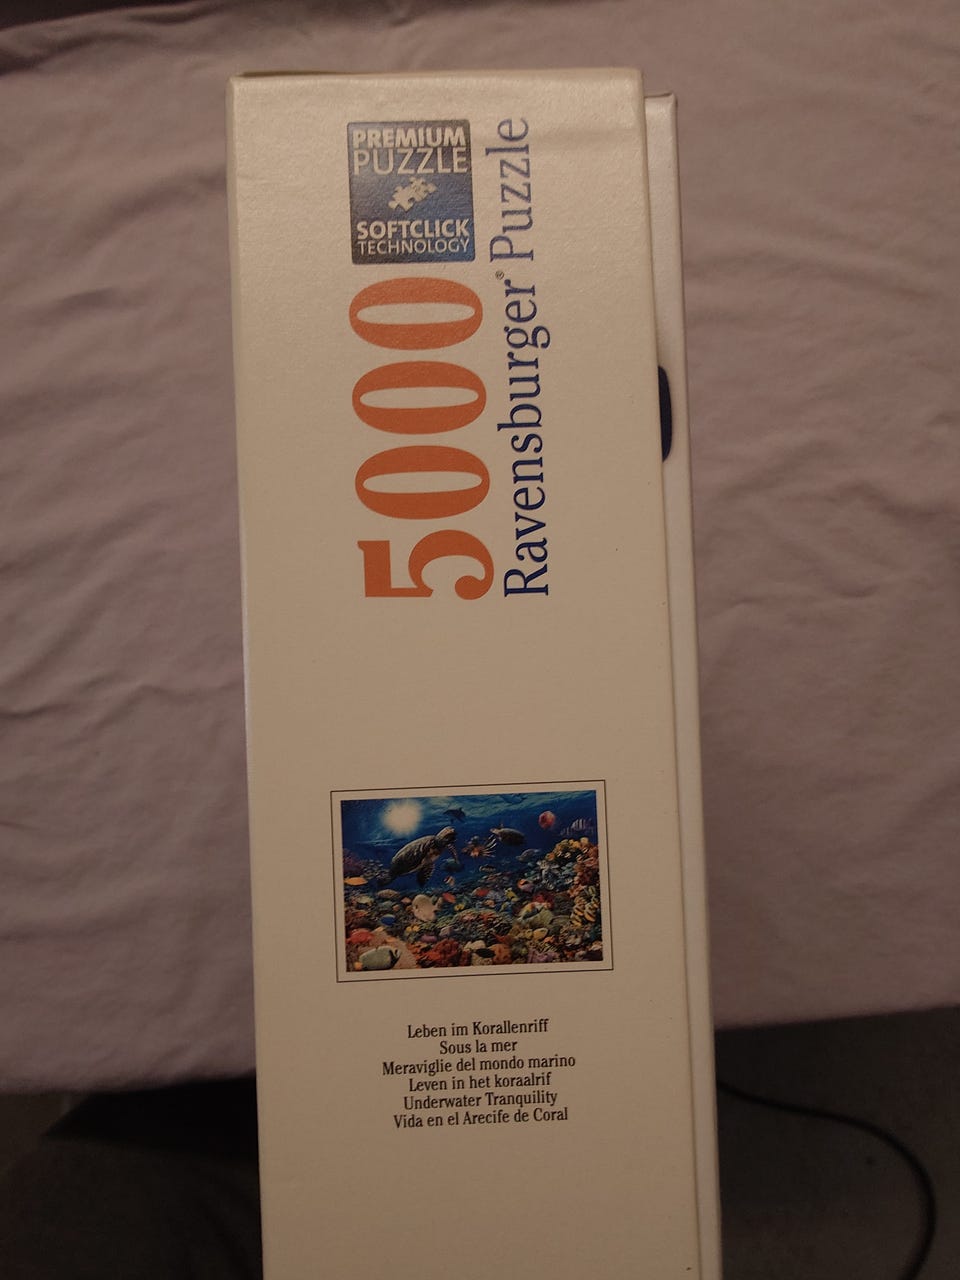 PREMIUM
PUZZLE
SOFTCLICK
TECHNOLOGY
5000
Ravensburger® Puzzle
Leben im Korallenriff
Sous la mer
Meraviglie del mondo marino
Leven in het koraalrif
Underwater Tranquility
Vida en el Arecife de Coral